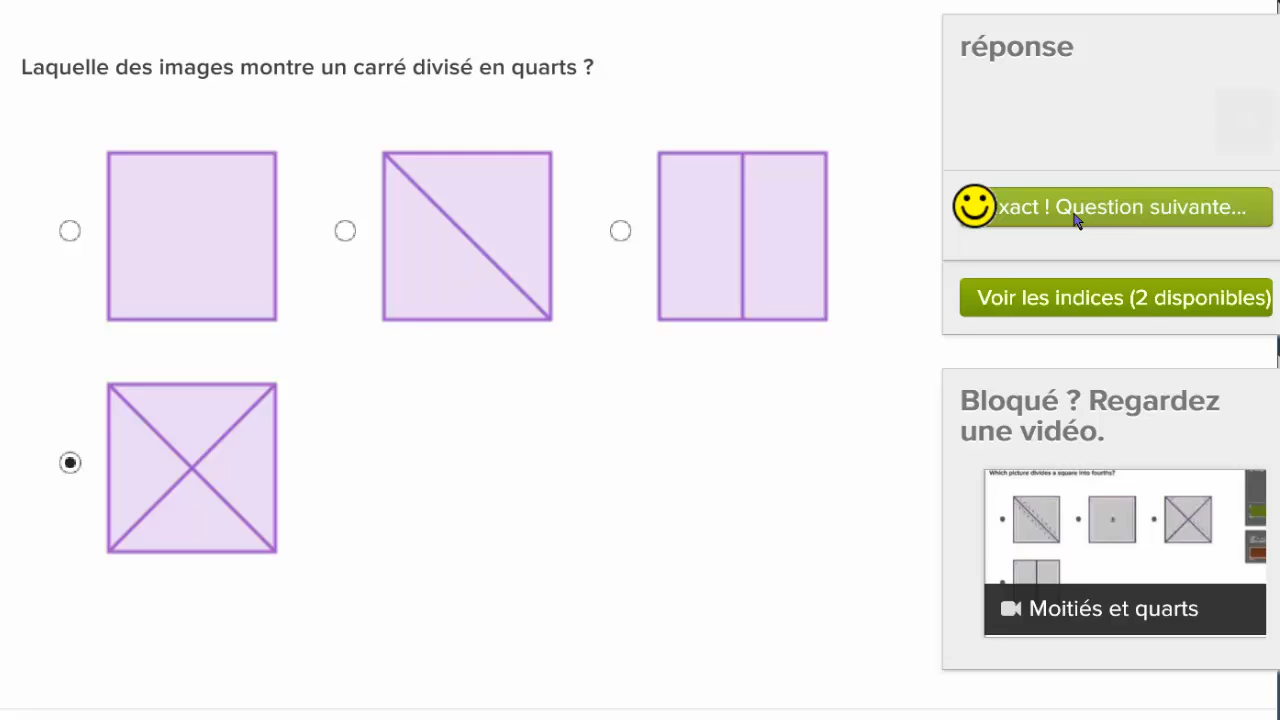 Laquelle des images montre un carré divisé en quarts ?
réponse
xact ! Question suivante...
Voir les indices (2 disponibles)
Bloqué ? Regardez
une vidéo.
Which picture divides a square into fourths?
Moitiés et quarts